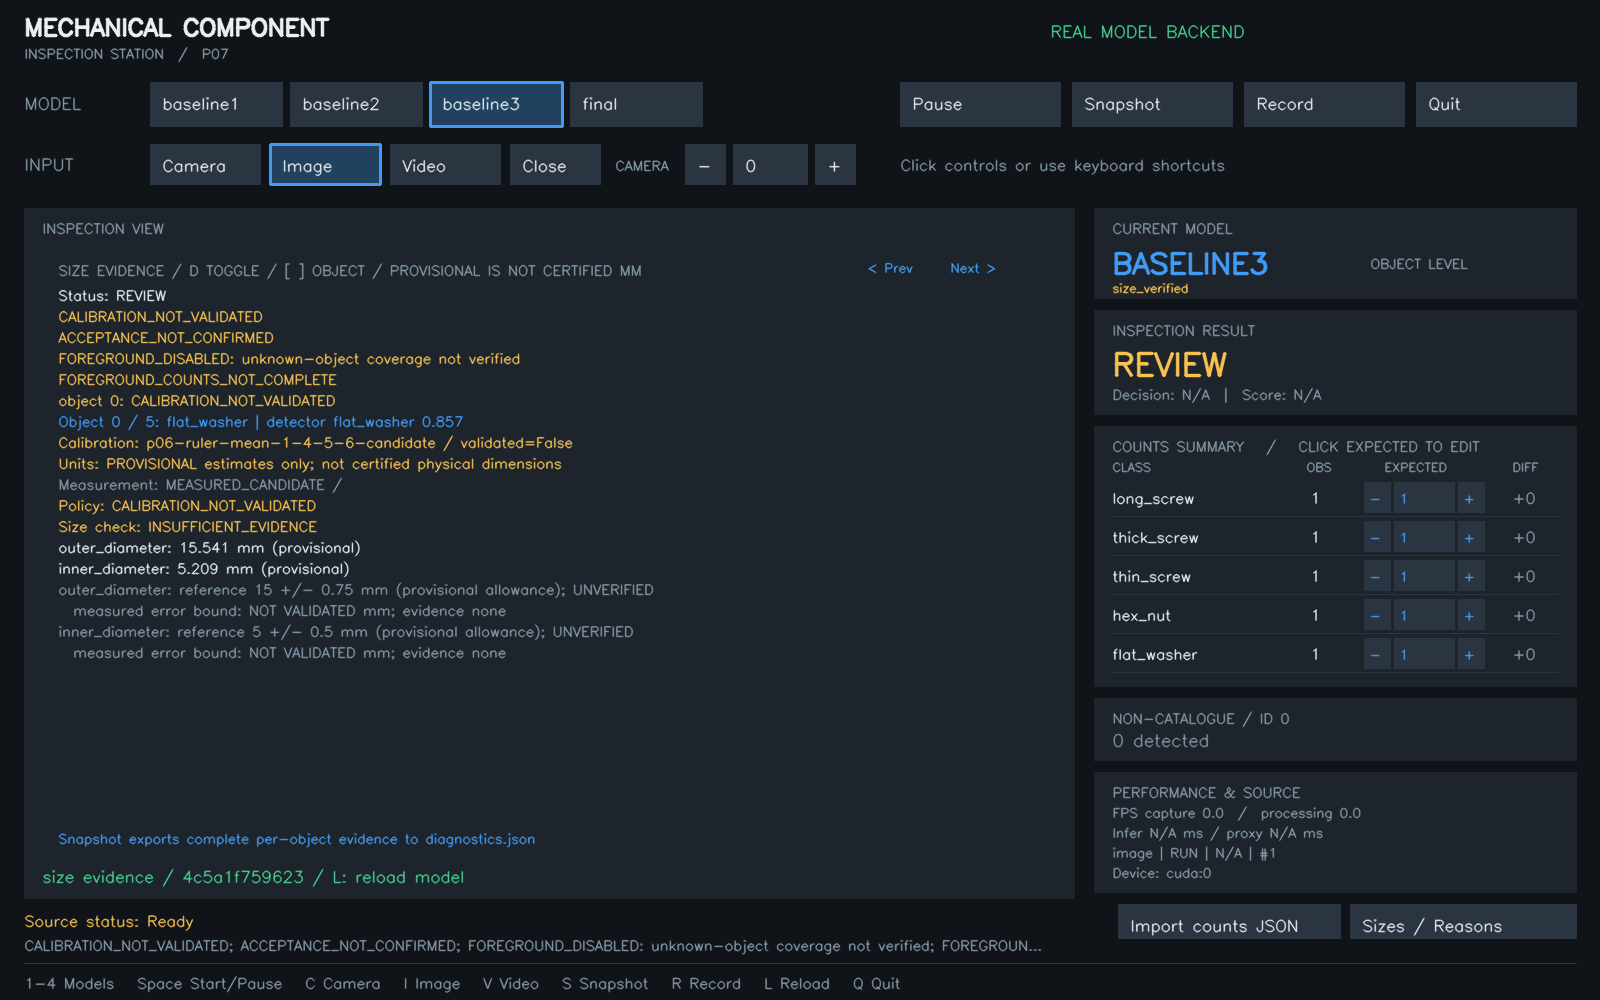 MECHANICAL COMPONENT
INSPECTION STATION / P07
REAL MODEL BACKEND
MODEL baseline1 baseline2 baseline3 final Pause Snapshot Record Quit
INPUT Camera Image Video Close CAMERA − 0 + Click controls or use keyboard shortcuts
INSPECTION VIEW
SIZE EVIDENCE / D TOGGLE / [ ] OBJECT / PROVISIONAL IS NOT CERTIFIED MM < Prev Next >
Status: REVIEW
CALIBRATION_NOT_VALIDATED
ACCEPTANCE_NOT_CONFIRMED
FOREGROUND_DISABLED: unknown-object coverage not verified
FOREGROUND_COUNTS_NOT_COMPLETE
object 0: CALIBRATION_NOT_VALIDATED
Object 0 / 5: flat_washer | detector flat_washer 0.857
Calibration: p06-ruler-mean-1-4-5-6-candidate / validated=False
Units: PROVISIONAL estimates only; not certified physical dimensions
Measurement: MEASURED_CANDIDATE /
Policy: CALIBRATION_NOT_VALIDATED
Size check: INSUFFICIENT_EVIDENCE
outer_diameter: 15.541 mm (provisional)
inner_diameter: 5.209 mm (provisional)
outer_diameter: reference 15 +/- 0.75 mm (provisional allowance); UNVERIFIED
measured error bound: NOT VALIDATED mm; evidence none
inner_diameter: reference 5 +/- 0.5 mm (provisional allowance); UNVERIFIED
measured error bound: NOT VALIDATED mm; evidence none
Snapshot exports complete per-object evidence to diagnostics.json
size evidence / 4c5a1f759623 / L: reload model
CURRENT MODEL
BASELINE3 OBJECT LEVEL
size_verified
INSPECTION RESULT
REVIEW
Decision: N/A | Score: N/A
COUNTS SUMMARY / CLICK EXPECTED TO EDIT
CLASS OBS EXPECTED DIFF
long_screw 1 − 1 + +0
thick_screw 1 − 1 + +0
thin_screw 1 − 1 + +0
hex_nut 1 − 1 + +0
flat_washer 1 − 1 + +0
NON-CATALOGUE / ID 0
0 detected
PERFORMANCE & SOURCE
FPS capture 0.0 / processing 0.0
Infer N/A ms / proxy N/A ms
image | RUN | N/A | #1
Device: cuda:0
Import counts JSON Sizes / Reasons
Source status: Ready
CALIBRATION_NOT_VALIDATED; ACCEPTANCE_NOT_CONFIRMED; FOREGROUND_DISABLED: unknown-object coverage not verified; FOREGROUN...
1-4 Models Space Start/Pause C Camera I Image V Video S Snapshot R Record L Reload Q Quit